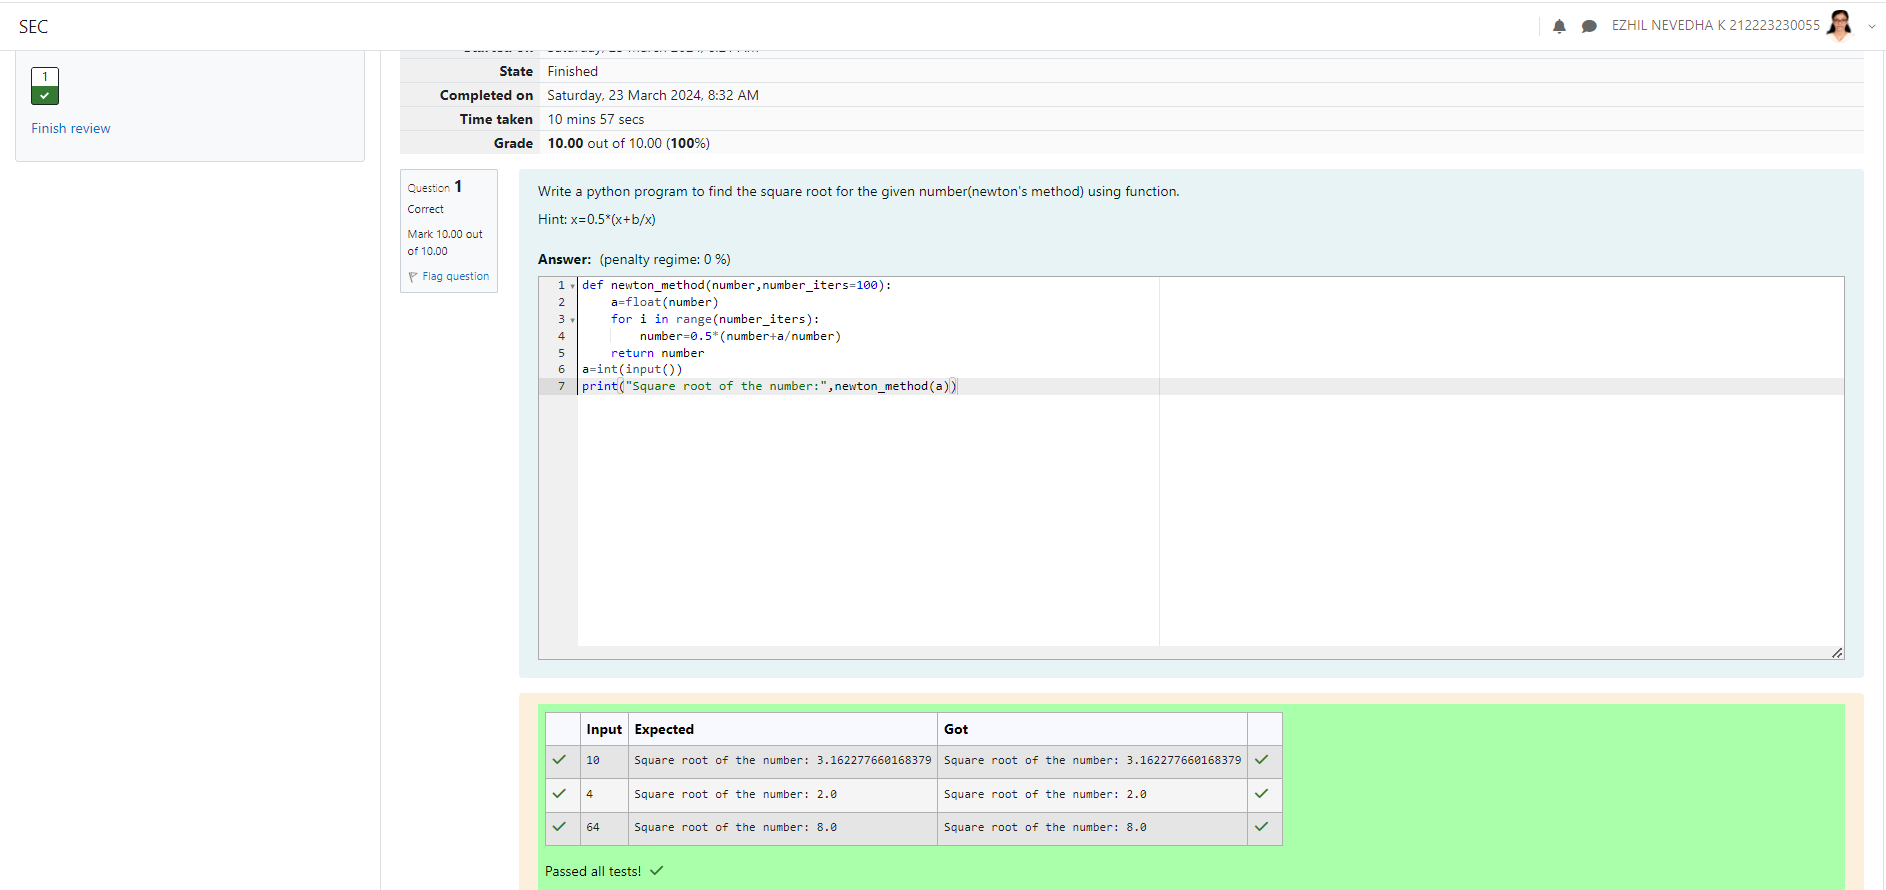 SEC
EZHIL NEVEDHA K 212223230055
1
Finish review
State Finished
Completed on Saturday, 23 March 2024, 8:32 AM
Time taken 10 mins 57 secs
Grade 10.00 out of 10.00 (100%)
Question 1
Correct
Mark 10.00 out
of 10.00
Flag question
Write a python program to find the square root for the given number(newton's method) using function.
Hint: x=0.5*(x+b/x)
Answer: (penalty regime: 0 %)
1 def newton_method(number,number_iters=100):
2     a=float(number)
3     for i in range(number_iters):
4         number=0.5*(number+a/number)
5     return number
6 a=int(input())
7 print("Square root of the number:",newton_method(a))
Input Expected Got
10 Square root of the number: 3.162277660168379 Square root of the number: 3.162277660168379
4 Square root of the number: 2.0 Square root of the number: 2.0
64 Square root of the number: 8.0 Square root of the number: 8.0
Passed all tests!